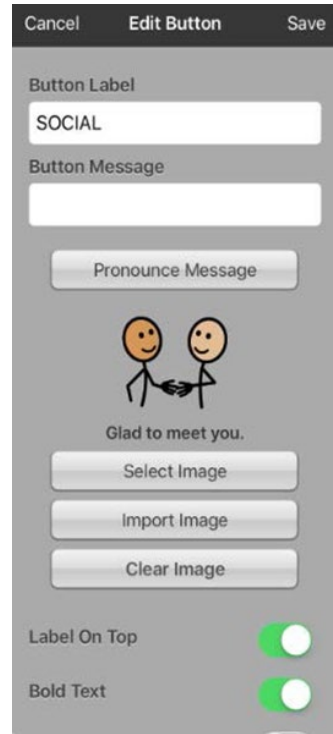 Cancel Edit Button Save
Button Label
SOCIAL
Button Message
Pronounce Message
Glad to meet you.
Select Image
Import Image
Clear Image
Label On Top
Bold Text